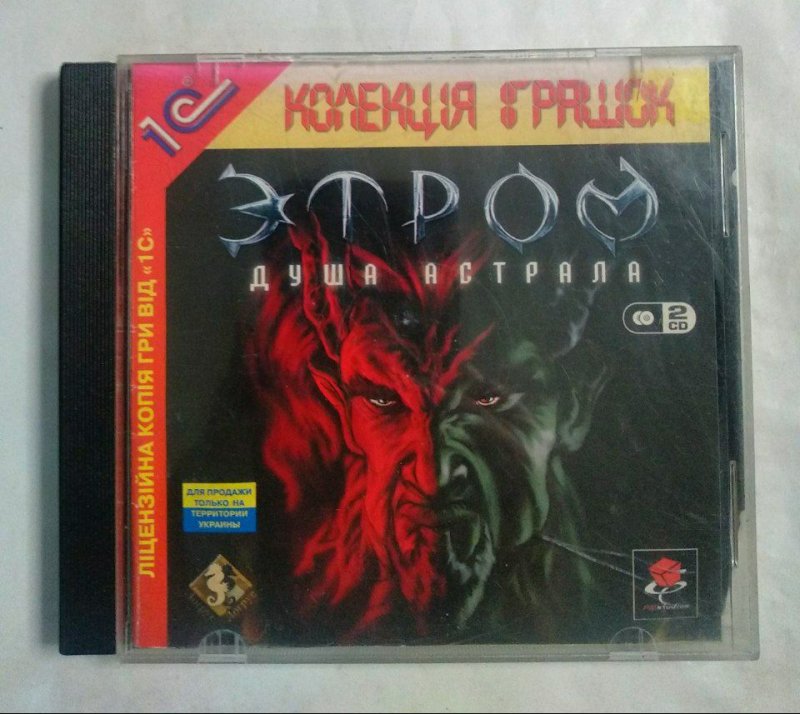 1С®
КОЛЕКЦІЯ ІГРАШОК
ЭТРОМ
ДУША АСТРАЛА
2
CD
ЛІЦЕНЗІЙНА КОПІЯ ГРИ ВІД «1С»
ДЛЯ ПРОДАЖИ
ТОЛЬКО НА
ТЕРРИТОРИИ
УКРАИНЫ